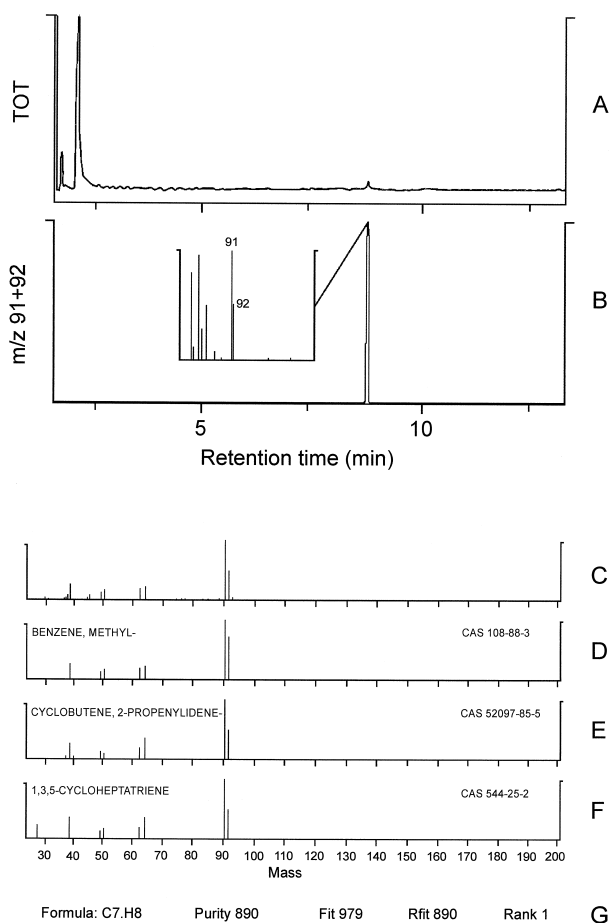 TOT
A
m/z 91+92
91
92
B
5 10
Retention time (min)
C
BENZENE, METHYL- CAS 108-88-3
D
CYCLOBUTENE, 2-PROPENYLIDENE- CAS 52097-85-5
E
1,3,5-CYCLOHEPTATRIENE CAS 544-25-2
F
30 40 50 60 70 80 90 100 110 120 130 140 150 160 170 180 190 200
Mass
Formula: C7.H8 Purity 890 Fit 979 Rfit 890 Rank 1
G